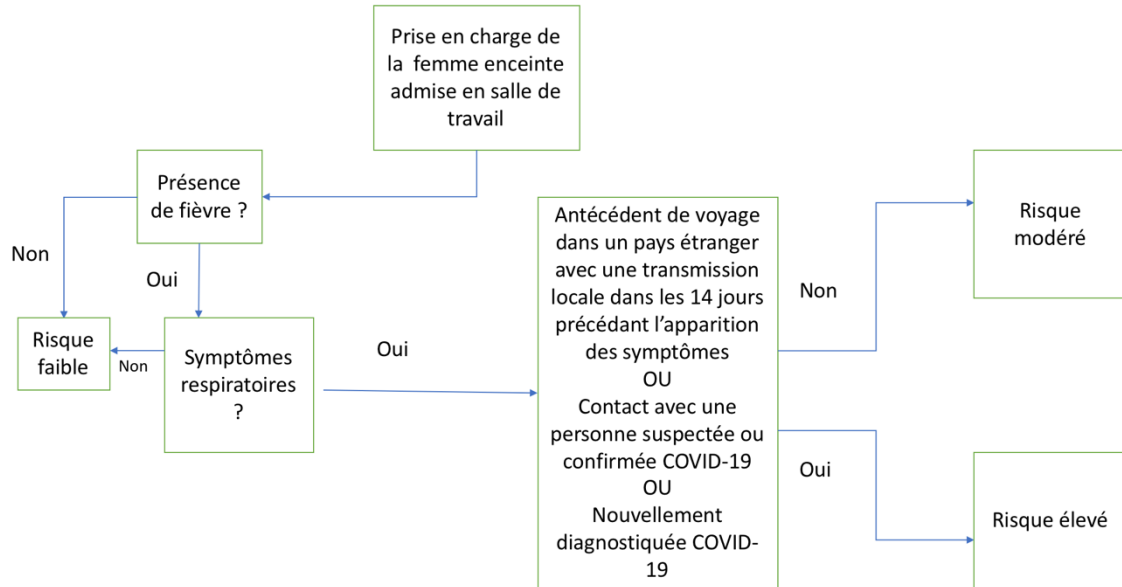 Prise en charge de
la  femme enceinte
admise en salle de
travail
Présence
de fièvre ?
Non
Oui
Risque
faible
Non
Symptômes
respiratoires
?
Oui
Antécédent de voyage
dans un pays étranger
avec une transmission
locale dans les 14 jours
précédant l’apparition
des symptômes
OU
Contact avec une
personne suspectée ou
confirmée COVID-19
OU
Nouvellement
diagnostiquée COVID-
19
Non
Risque
modéré
Oui
Risque élevé